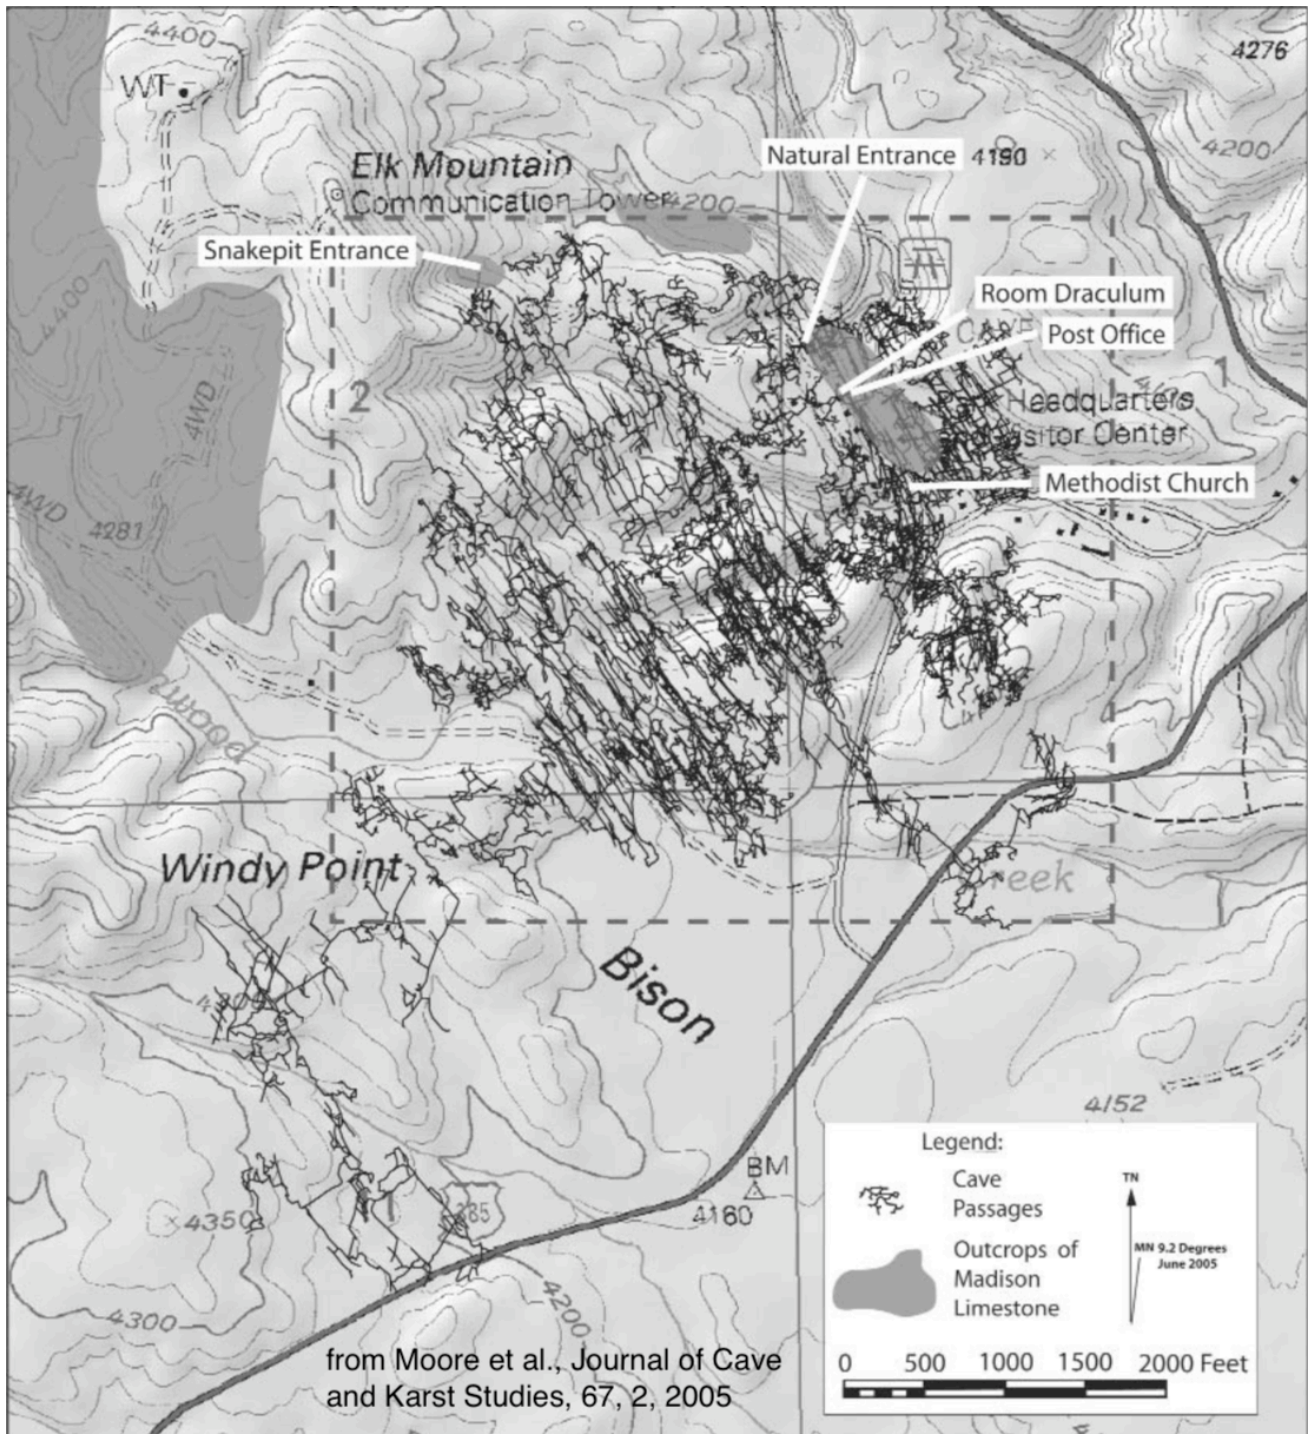 4400
4276
WT
Natural Entrance
4190
4200
Elk Mountain
Communication Tower
4200
Snakepit Entrance
Room Draculum
Post Office
4400
4WD
2
1
Headquarters
Visitor Center
Methodist Church
4WD
4281
Windy Point
reek
Bison
4152
Legend:
Cave
Passages
TN
BM
4160
385
4350
MN 9.2 Degrees
June 2005
Outcrops of
Madison
Limestone
4300
4200
from Moore et al., Journal of Cave
and Karst Studies, 67, 2, 2005
0 500 1000 1500 2000 Feet